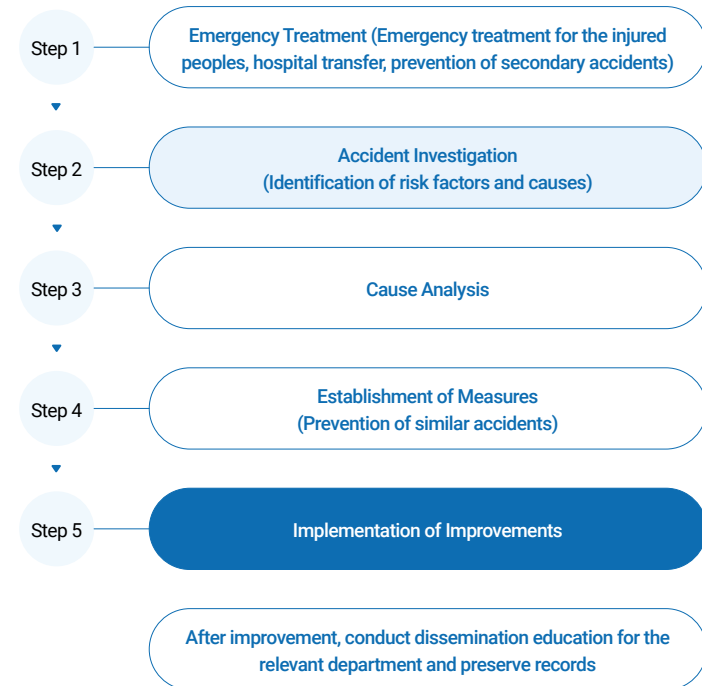 Step 1
Emergency Treatment (Emergency treatment for the injured
peoples, hospital transfer, prevention of secondary accidents)
Step 2
Accident Investigation
(Identification of risk factors and causes)
Step 3
Cause Analysis
Step 4
Establishment of Measures
(Prevention of similar accidents)
Step 5
Implementation of Improvements
After improvement, conduct dissemination education for the
relevant department and preserve records